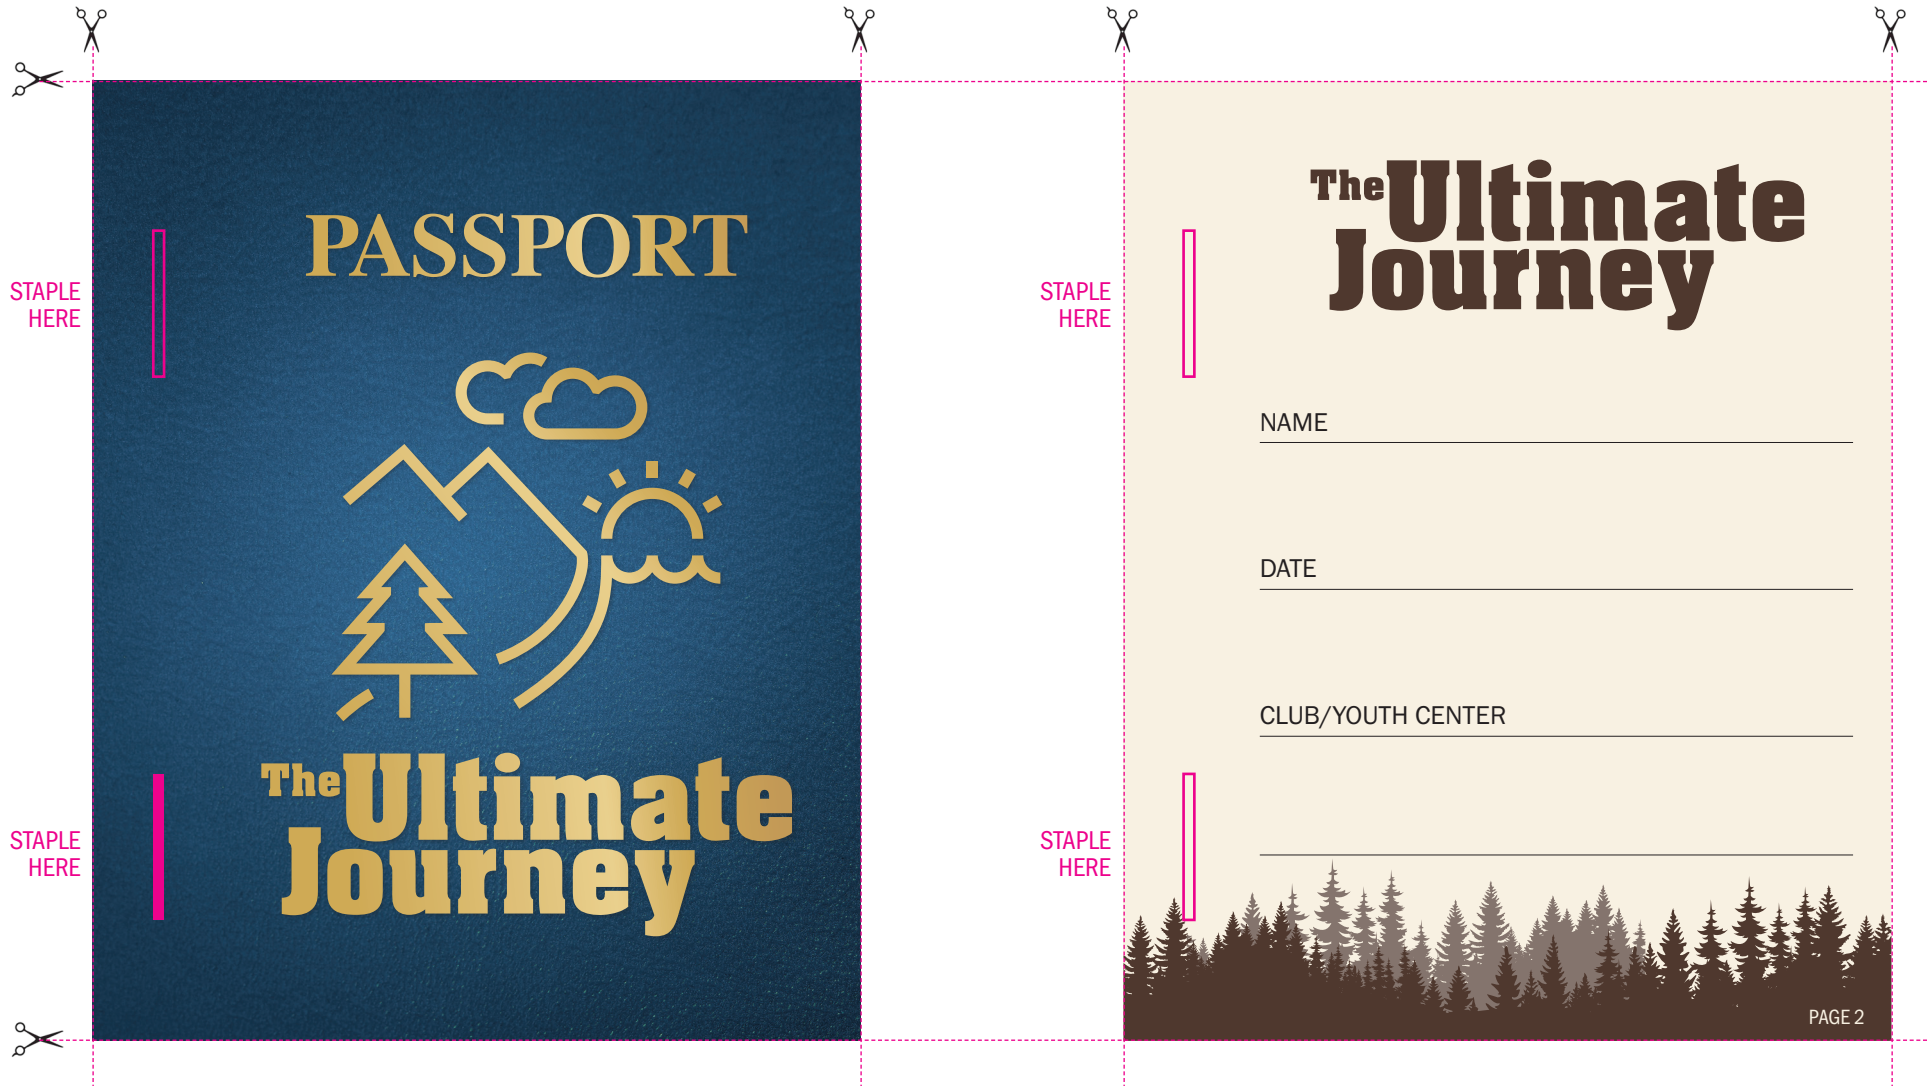 PASSPORT
STAPLE
HERE
The Ultimate
Journey
STAPLE
HERE
The Ultimate
Journey
STAPLE
HERE
NAME
DATE
CLUB/YOUTH CENTER
STAPLE
HERE
PAGE 2